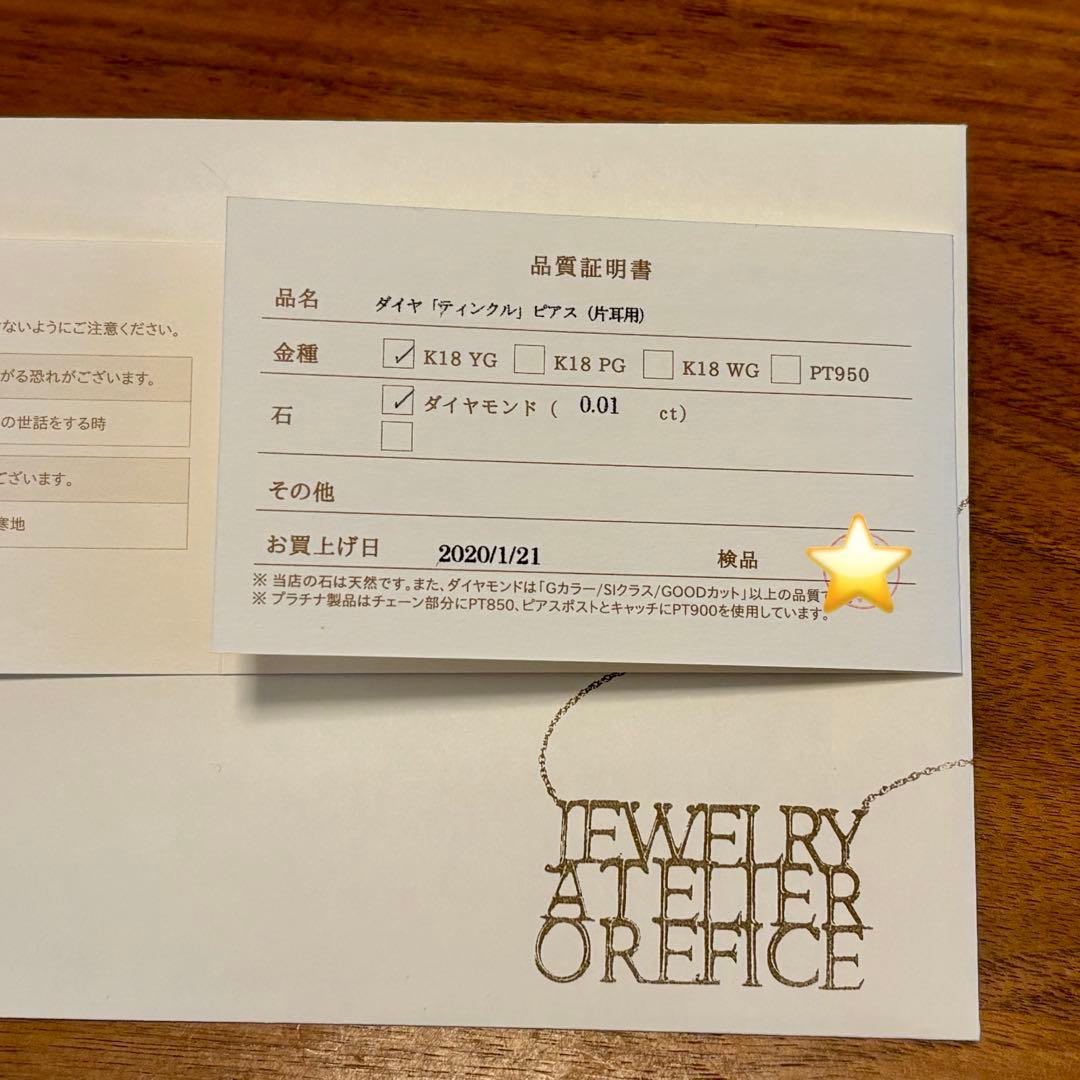 品質証明書
品名 ダイヤ「ティンクル」ピアス (片耳用)
金種 K18 YG K18 PG K18 WG PT950
石 ダイヤモンド ( 0.01 ct)
その他
お買上げ日 2020/1/21 検品
※ 当店の石は天然です。また、ダイヤモンドは「Gカラー/SIクラス/GOODカット」以上の品質で
※ プラチナ製品はチェーン部分にPT850、ピアスポストとキャッチにPT900を使用しています。
ないようにご注意ください。
がる恐れがございます。
の世話をする時
ございます。
寒地
JEWELRY
ATELIER
OREFICE